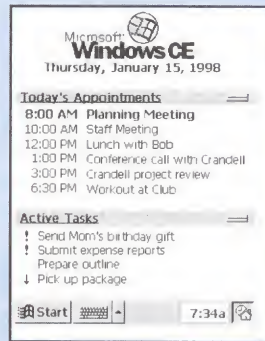 Microsoft
Windows CE
Thursday, January 15, 1998
Today's Appointments
8:00 AM Planning Meeting
10:00 AM Staff Meeting
12:00 PM Lunch with Bob
1:00 PM Conference call with Crandell
3:00 PM Crandell project review
6:30 PM Workout at Club
Active Tasks
! Send Mom's birthday gift
! Submit expense reports
Prepare outline
↓ Pick up package
Start 7:34a